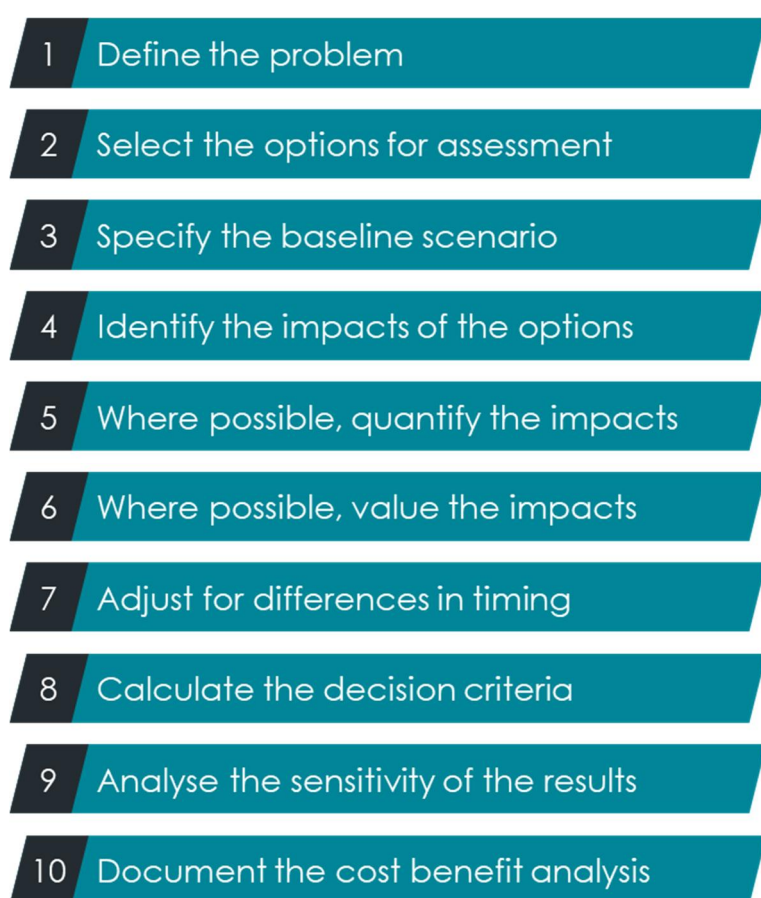 1 Define the problem
2 Select the options for assessment
3 Specify the baseline scenario
4 Identify the impacts of the options
5 Where possible, quantify the impacts
6 Where possible, value the impacts
7 Adjust for differences in timing
8 Calculate the decision criteria
9 Analyse the sensitivity of the results
10 Document the cost benefit analysis